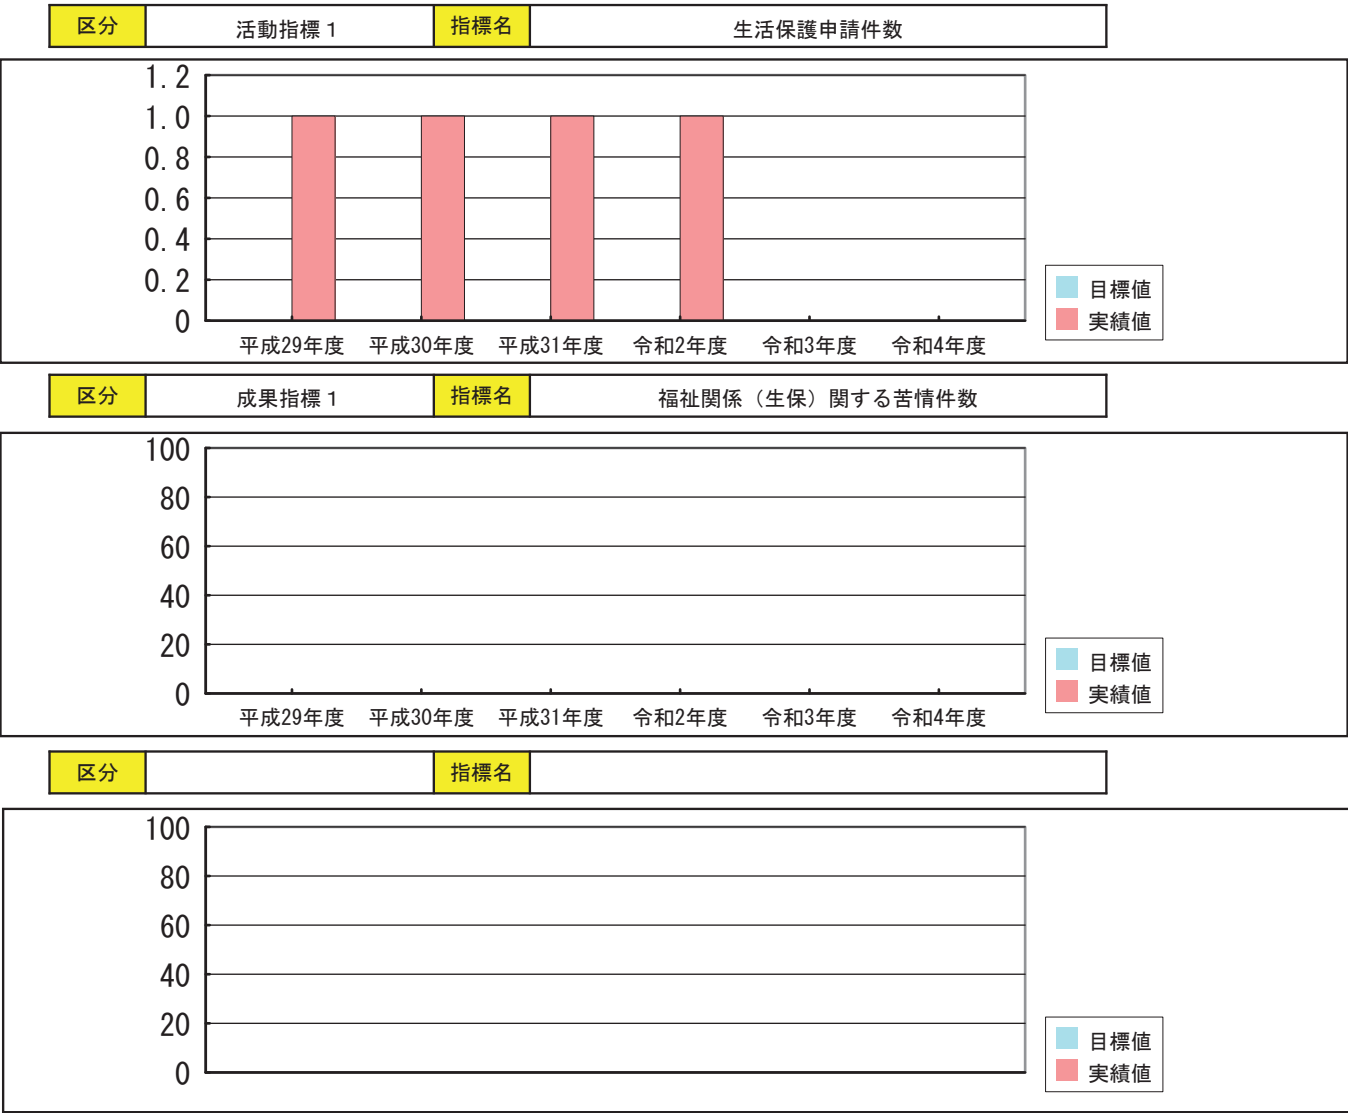 区分 活動指標１ 指標名 生活保護申請件数
1.2
1.0
0.8
0.6
0.4
0.2
0
平成29年度 平成30年度 平成31年度 令和2年度 令和3年度 令和4年度
目標値
実績値
区分 成果指標１ 指標名 福祉関係（生保）関する苦情件数
100
80
60
40
20
0
平成29年度 平成30年度 平成31年度 令和2年度 令和3年度 令和4年度
目標値
実績値
区分 指標名
100
80
60
40
20
0
目標値
実績値